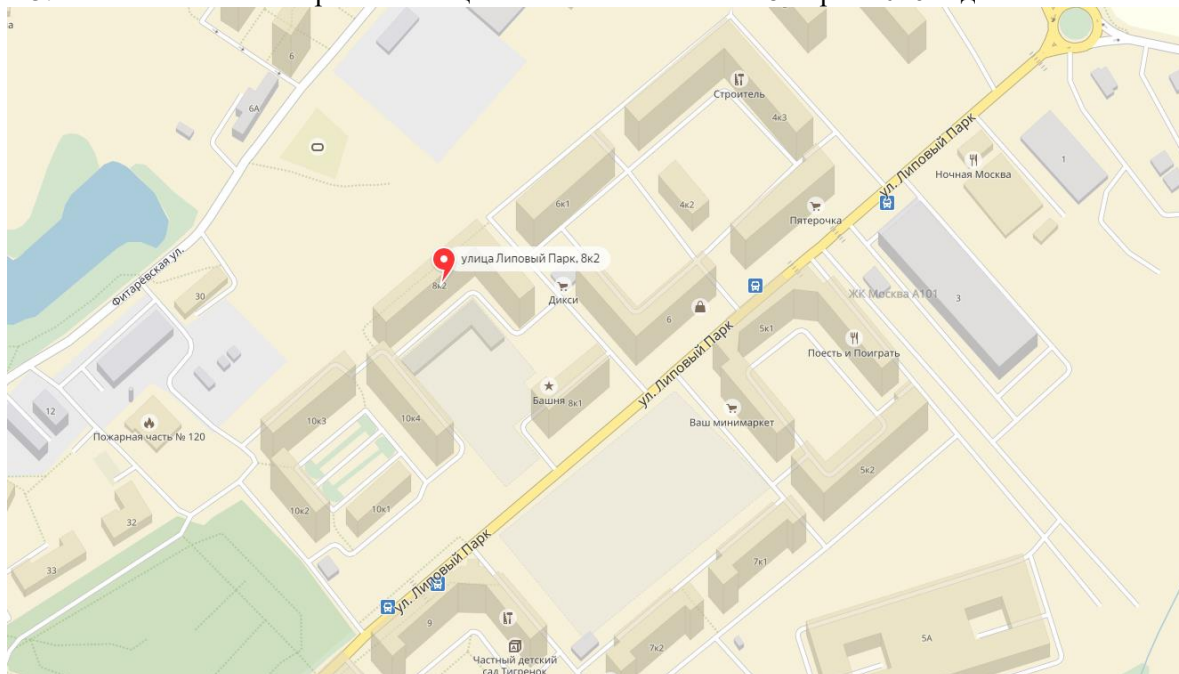 6
6А
Строитель
4к3
ул. Липовый Парк
Ночная Москва
1
6к1
4к2
Пятерочка
Фитарёвская ул.
улица Липовый Парк, 8к2
8к2
Дикси
30
6
ЖК Москва А101
3
5к1
Поесть и Поиграть
ул. Липовый Парк
12
Пожарная часть № 120
10к3
10к4
Башня
8к1
Ваш минимаркет
5к2
32
10к2
10к1
33
ул. Липовый Парк
7к1
9
5А
7к2
Частный детский
сад Тигренок